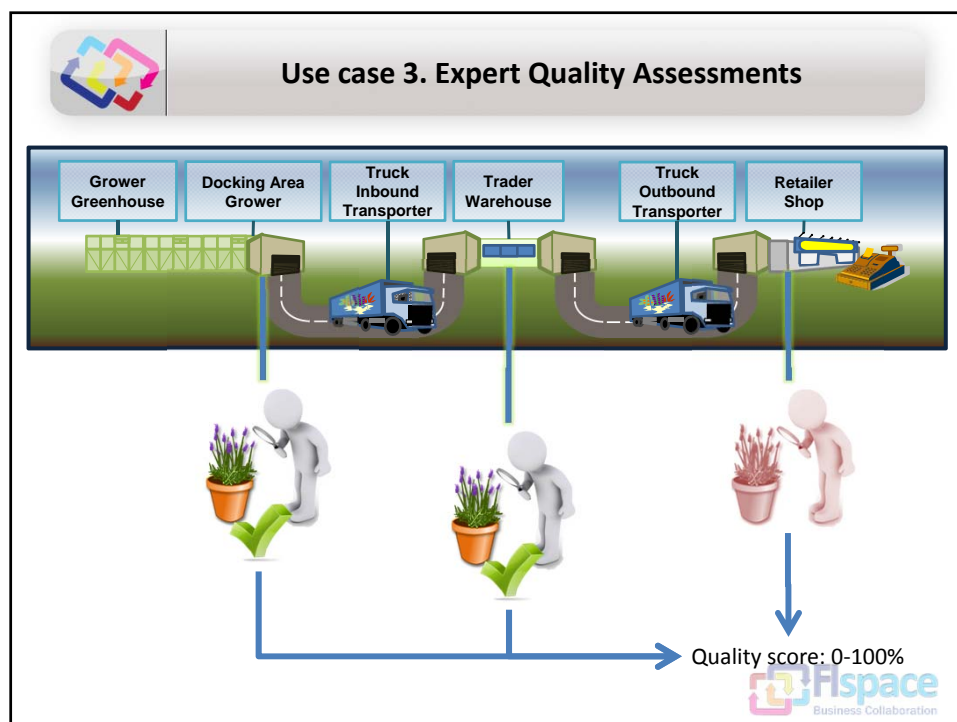 Use case 3. Expert Quality Assessments
Grower
Greenhouse
Docking Area
Grower
Truck
Inbound
Transporter
Trader
Warehouse
Truck
Outbound
Transporter
Retailer
Shop
Quality score: 0-100%
FIspace
Business Collaboration